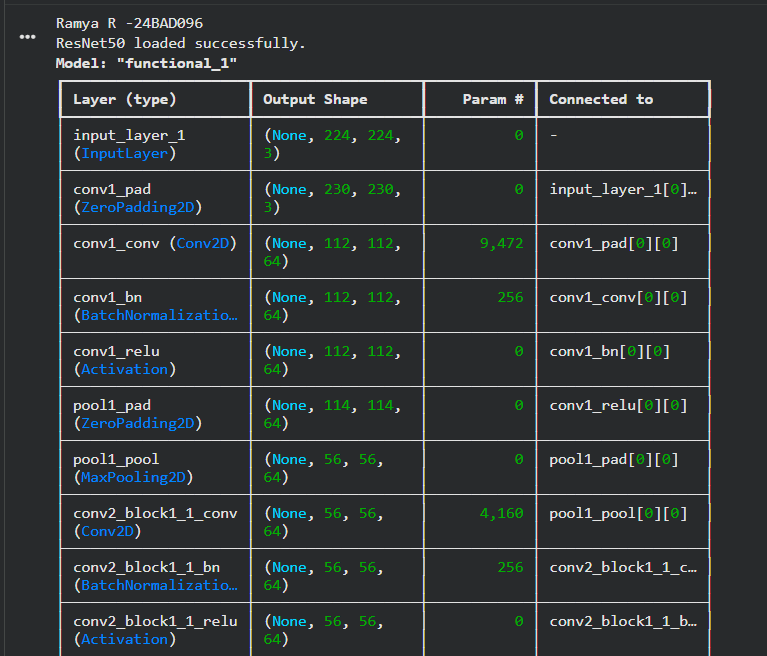 Ramya R -24BAD096
ResNet50 loaded successfully.
Model: "functional_1"
Layer (type) Output Shape Param # Connected to
input_layer_1 (None, 224, 224, 0 -
(InputLayer) 3)
conv1_pad (None, 230, 230, 0 input_layer_1[0]…
(ZeroPadding2D) 3)
conv1_conv (Conv2D) (None, 112, 112, 9,472 conv1_pad[0][0]
64)
conv1_bn (None, 112, 112, 256 conv1_conv[0][0]
(BatchNormalizatio… 64)
conv1_relu (None, 112, 112, 0 conv1_bn[0][0]
(Activation) 64)
pool1_pad (None, 114, 114, 0 conv1_relu[0][0]
(ZeroPadding2D) 64)
pool1_pool (None, 56, 56, 0 pool1_pad[0][0]
(MaxPooling2D) 64)
conv2_block1_1_conv (None, 56, 56, 4,160 pool1_pool[0][0]
(Conv2D) 64)
conv2_block1_1_bn (None, 56, 56, 256 conv2_block1_1_c…
(BatchNormalizatio… 64)
conv2_block1_1_relu (None, 56, 56, 0 conv2_block1_1_b…
(Activation) 64)